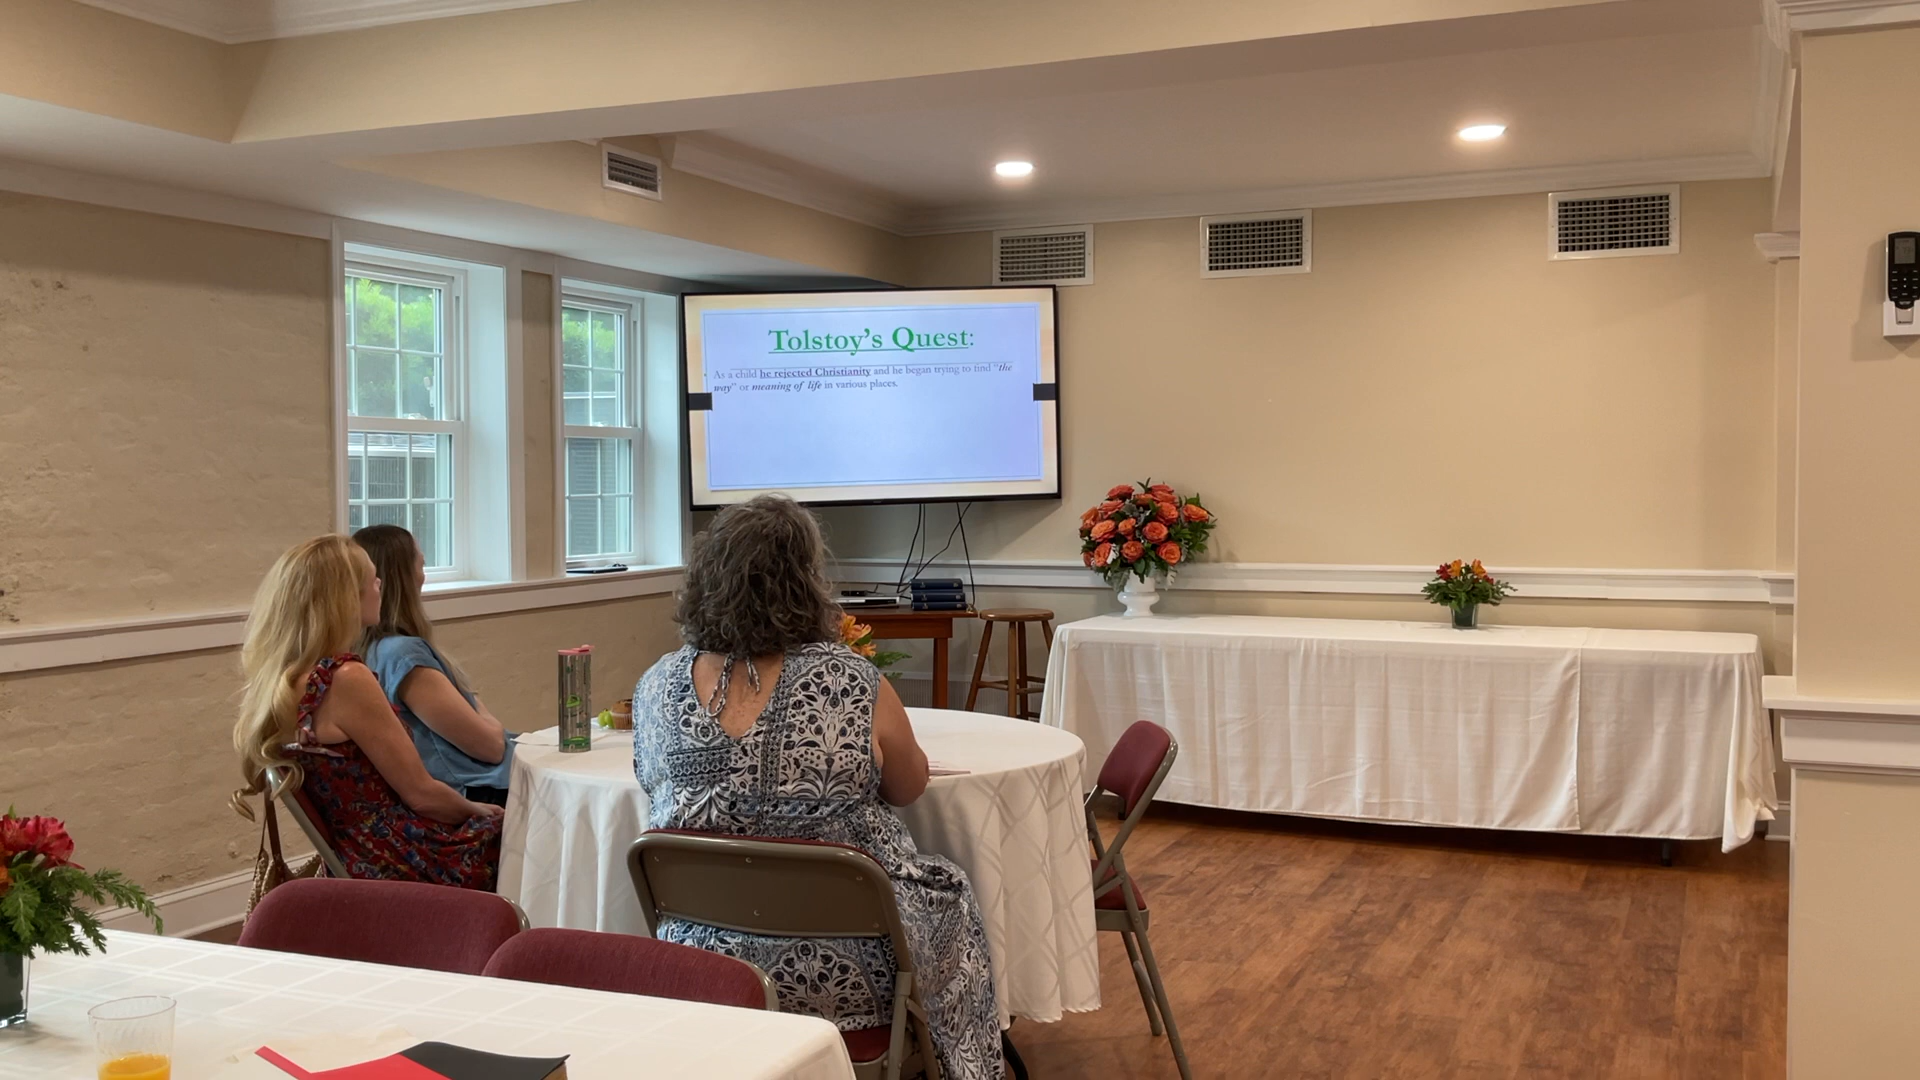 Tolstoy's Quest:
As a child he rejected Christianity and he began trying to find "the
way" or meaning of life in various places.